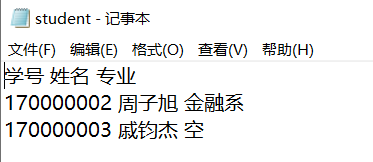 student - 记事本
文件(F) 编辑(E) 格式(O) 查看(V) 帮助(H)
学号 姓名 专业
170000002 周子旭 金融系
170000003 戚钧杰 空